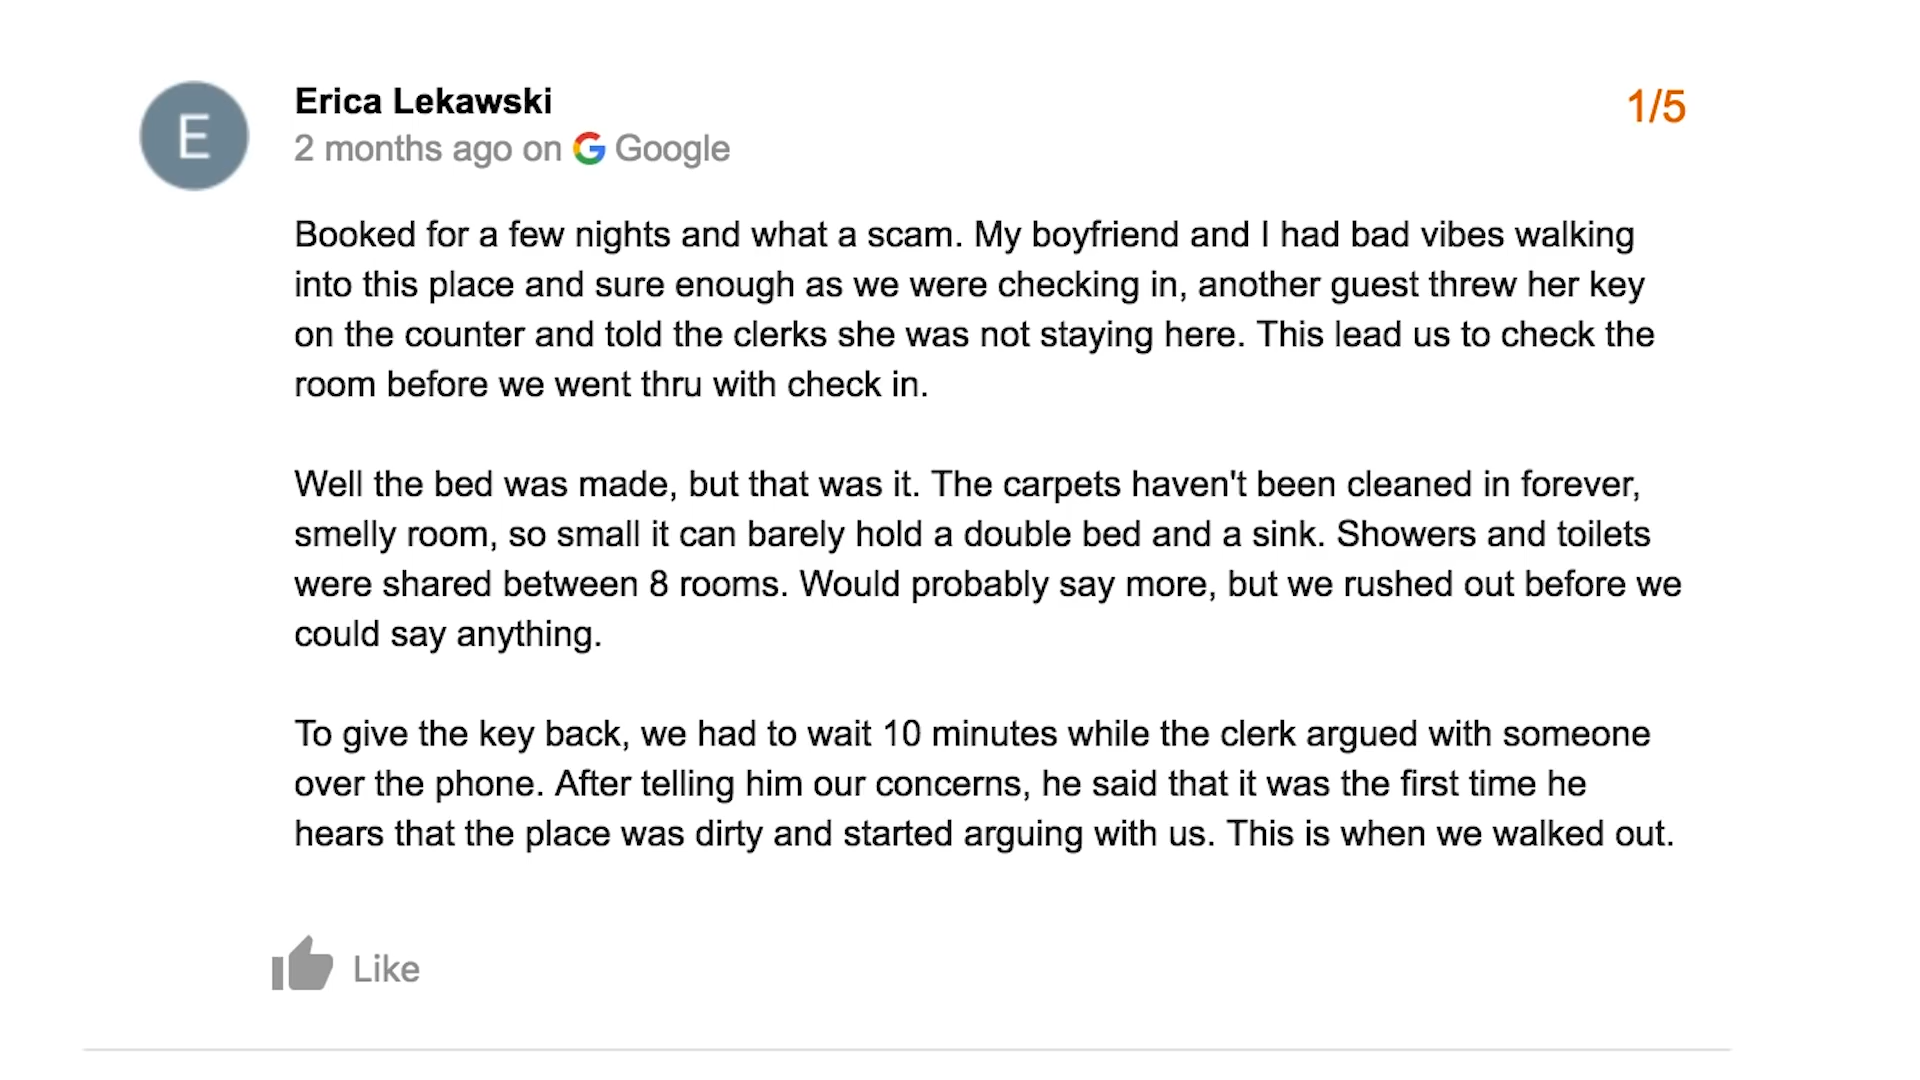 E
Erica Lekawski
1/5
2 months ago on G Google
Booked for a few nights and what a scam. My boyfriend and I had bad vibes walking
into this place and sure enough as we were checking in, another guest threw her key
on the counter and told the clerks she was not staying here. This lead us to check the
room before we went thru with check in.
Well the bed was made, but that was it. The carpets haven't been cleaned in forever,
smelly room, so small it can barely hold a double bed and a sink. Showers and toilets
were shared between 8 rooms. Would probably say more, but we rushed out before we
could say anything.
To give the key back, we had to wait 10 minutes while the clerk argued with someone
over the phone. After telling him our concerns, he said that it was the first time he
hears that the place was dirty and started arguing with us. This is when we walked out.
Like